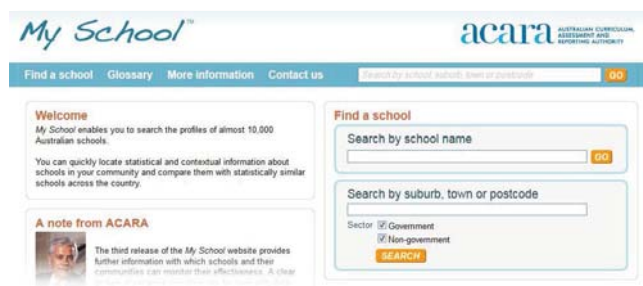 My School™
acara AUSTRALIAN CURRICULUM, ASSESSMENT AND REPORTING AUTHORITY
Find a school Glossary More information Contact us Search by school suburb, town or postcode GO
Welcome
My School enables you to search the profiles of almost 10,000
Australian schools.
You can quickly locate statistical and contextual information about
schools in your community and compare them with statistically similar
schools across the country.
A note from ACARA
The third release of the My School website provides
further information with which schools and their
communities can monitor their effectiveness. A clear
Find a school
Search by school name
GO
Search by suburb, town or postcode
Sector Government
Non-government
SEARCH